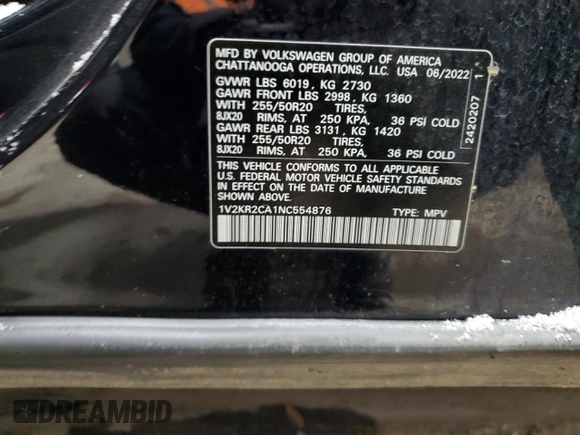 MFD BY VOLKSWAGEN GROUP OF AMERICA
CHATTANOOGA OPERATIONS, LLC. USA 06/2022
GVWR LBS 6019, KG 2730
GAWR FRONT LBS 2998, KG 1360
WITH 255/50R20 TIRES,
8JX20 RIMS, AT 250 KPA, 36 PSI COLD
GAWR REAR LBS 3131, KG 1420
WITH 255/50R20 TIRES,
8JX20 RIMS, AT 250 KPA, 36 PSI COLD
THIS VEHICLE CONFORMS TO ALL APPLICABLE
U.S. FEDERAL MOTOR VEHICLE SAFETY STANDARDS
IN EFFECT ON THE DATE OF MANUFACTURE
SHOWN ABOVE.
1V2KR2CA1NC554876 TYPE: MPV
2420207 1
DREAMBID